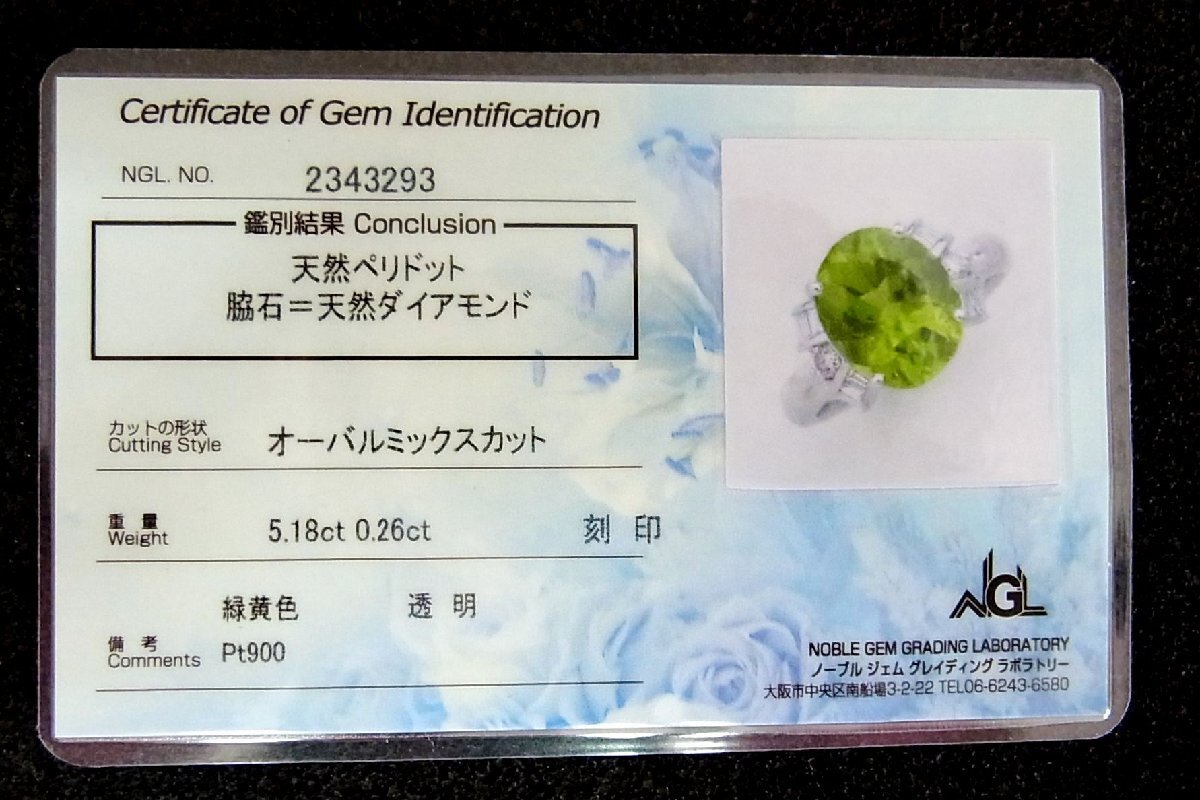 Certificate of Gem Identification
NGL. NO. 2343293
鑑別結果 Conclusion
天然ペリドット
脇石=天然ダイアモンド
カットの形状
Cutting Style オーバルミックスカット
重 量
Weight 5.18ct 0.26ct 刻 印
緑黄色 透 明
備 考
Comments Pt900
NGL
NOBLE GEM GRADING LABORATORY
ノーブル ジェム グレイディング ラボラトリー
大阪市中央区南船場3-2-22 TEL06-6243-6580